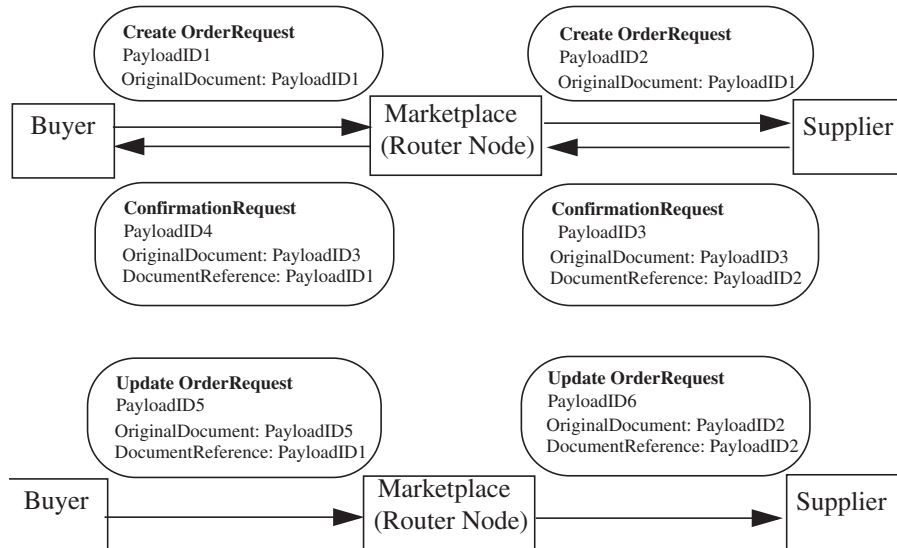 Create OrderRequest
PayloadID1
OriginalDocument: PayloadID1
Create OrderRequest
PayloadID2
OriginalDocument: PayloadID1
Buyer
Marketplace
(Router Node)
Supplier
ConfirmationRequest
PayloadID4
OriginalDocument: PayloadID3
DocumentReference: PayloadID1
ConfirmationRequest
PayloadID3
OriginalDocument: PayloadID3
DocumentReference: PayloadID2
Update OrderRequest
PayloadID5
OriginalDocument: PayloadID5
DocumentReference: PayloadID1
Update OrderRequest
PayloadID6
OriginalDocument: PayloadID2
DocumentReference: PayloadID2
Buyer
Marketplace
(Router Node)
Supplier